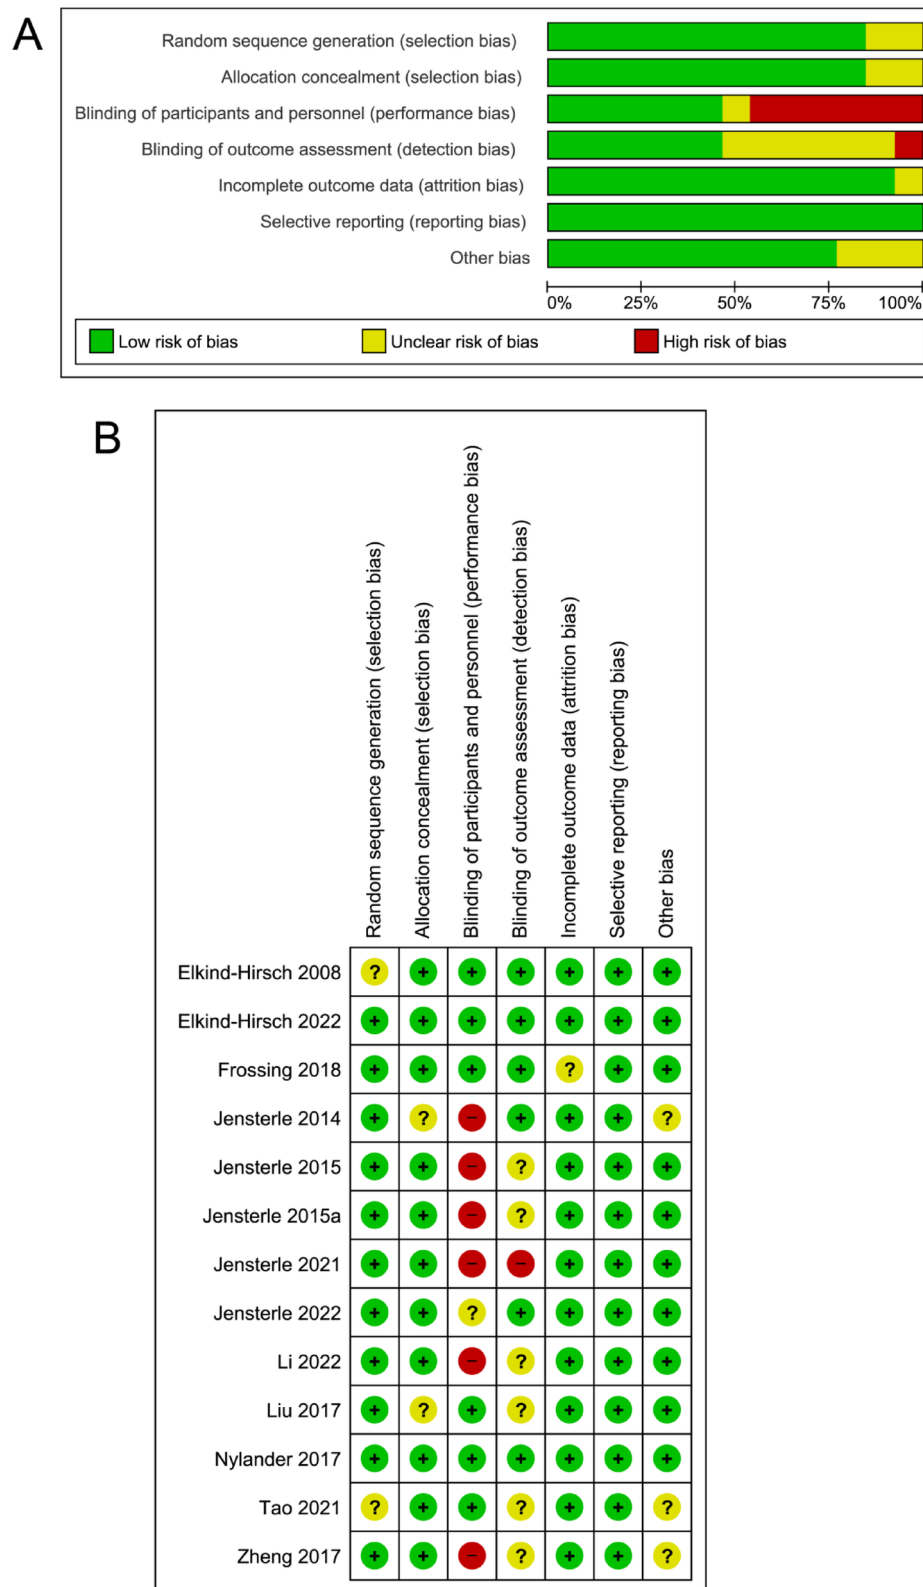 A
Random sequence generation (selection bias)
Allocation concealment (selection bias)
Blinding of participants and personnel (performance bias)
Blinding of outcome assessment (detection bias)
Incomplete outcome data (attrition bias)
Selective reporting (reporting bias)
Other bias
0% 25% 50% 75% 100%
Low risk of bias Unclear risk of bias High risk of bias
B
Random sequence generation (selection bias)
Allocation concealment (selection bias)
Blinding of participants and personnel (performance bias)
Blinding of outcome assessment (detection bias)
Incomplete outcome data (attrition bias)
Selective reporting (reporting bias)
Other bias
Elkind-Hirsch 2008 ? + + + + + +
Elkind-Hirsch 2022 + + + + + + +
Frossing 2018 + + + + ? + +
Jensterle 2014 + ? - + + + ?
Jensterle 2015 + + - ? + + +
Jensterle 2015a + + - ? + + +
Jensterle 2021 + + - - + + +
Jensterle 2022 + + ? + + + +
Li 2022 + + - ? + + +
Liu 2017 + ? + ? + + +
Nylander 2017 + + + + + + +
Tao 2021 ? + + ? + + ?
Zheng 2017 + + - ? + + ?